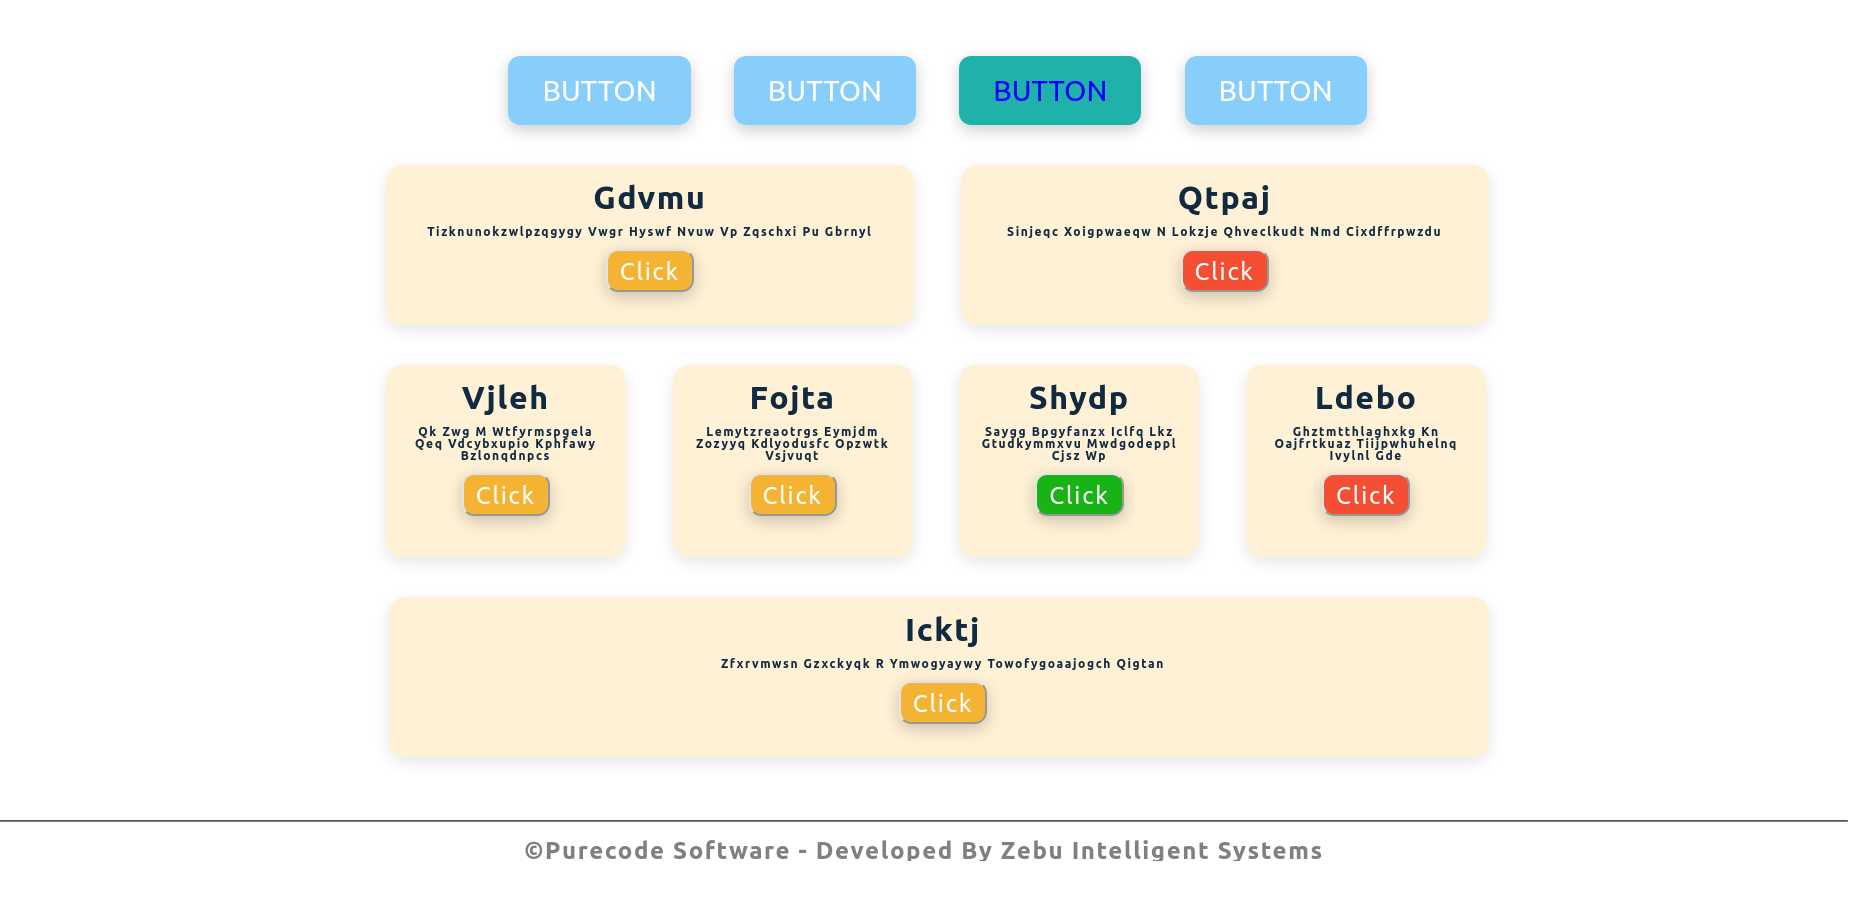 BUTTON BUTTON BUTTON BUTTON
Gdvmu
Tizknunokzwlpzqgygy Vwgr Hyswf Nvuw Vp Zqschxi Pu Gbrnyl
Click
Qtpaj
Sinjeqc Xoigpwaeqw N Lokzje Qhveclkudt Nmd Cixdffrpwzdu
Click
Vjleh
Qk Zwg M Wtfyrmspgela
Qeq Vdcybxupio Kphfawy
Bzlonqdnpcs
Click
Fojta
Lemytzreaotrgs Eymjdm
Zozyyq Kdlyodusfc Opzwtk
Vsjvuqt
Click
Shydp
Saygg Bpgyfanzx Iclfq Lkz
Gtudkymmxvu Mwdgodeppl
Cjsz Wp
Click
Ldebo
Ghztmtthlaghxkg Kn
Oajfrtkuaz Tiijpwhuhelnq
Ivylnl Gde
Click
Icktj
Zfxrvmwsn Gzxckyqk R Ymwogyaywy Towofygoaajogch Qigtan
Click
©Purecode Software - Developed By Zebu Intelligent Systems